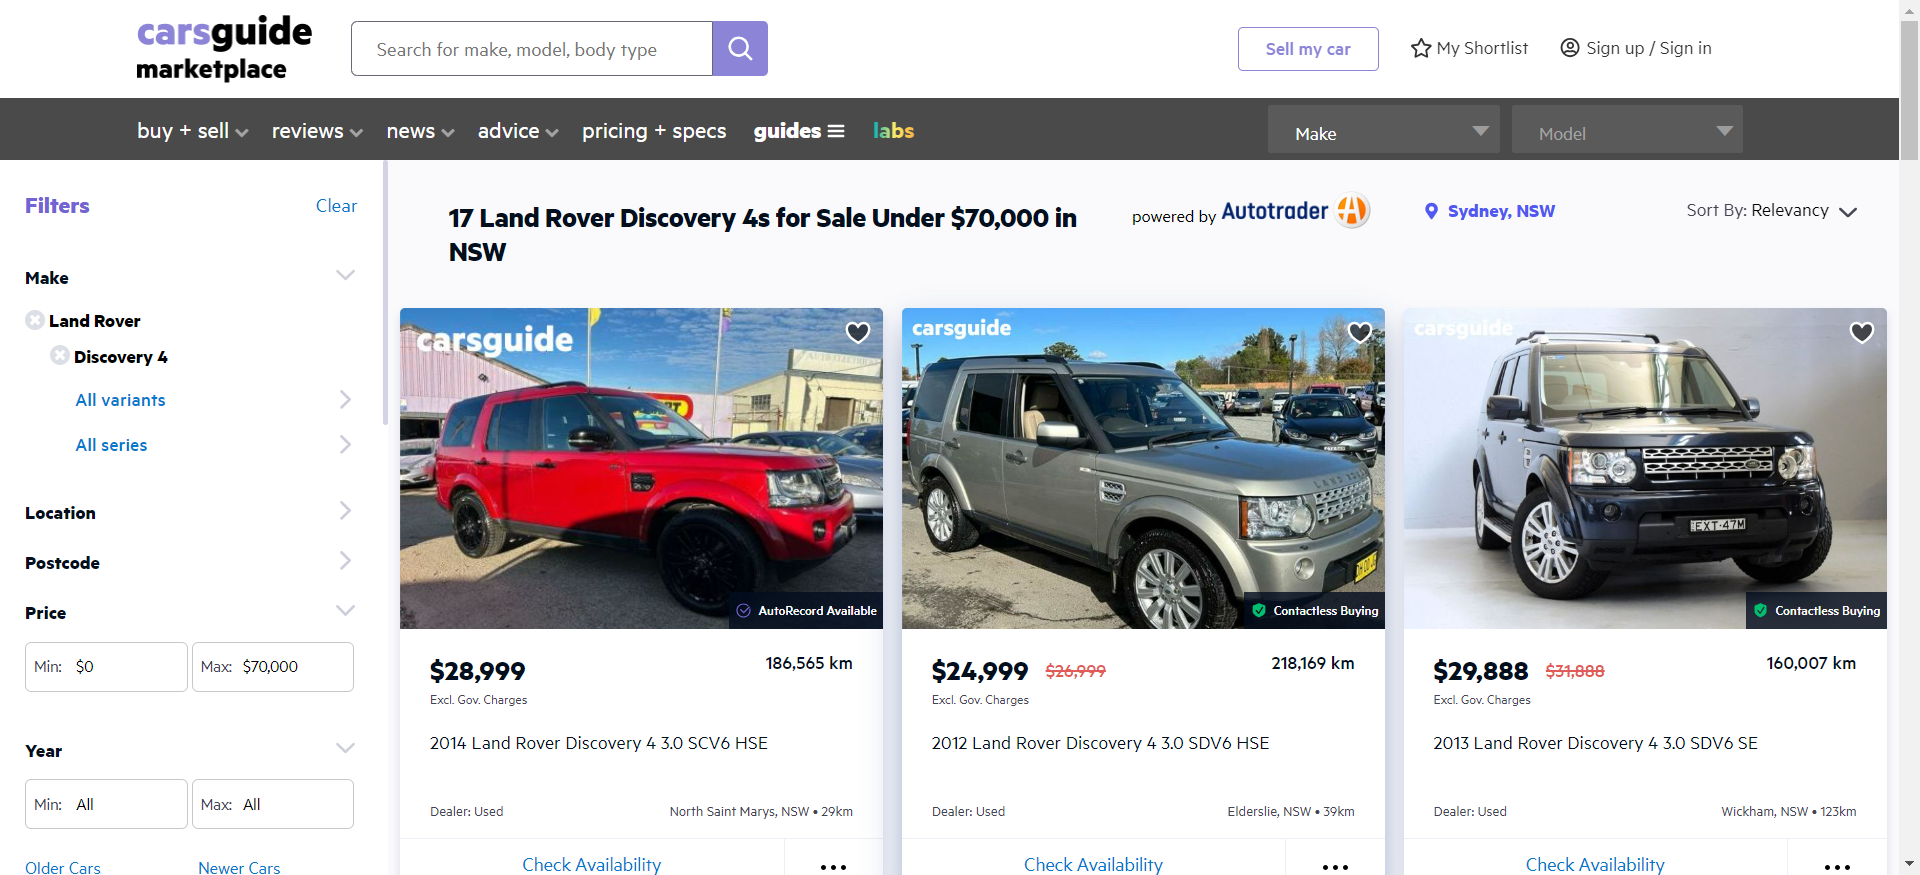 carsguide
marketplace
Search for make, model, body type
Sell my car
My Shortlist
Sign up / Sign in
buy + sell
reviews
news
advice
pricing + specs
guides
labs
Make
Model
Filters
Clear
Make
Land Rover
Discovery 4
All variants
All series
Location
Postcode
Price
Min: $0
Max: $70,000
Year
Min: All
Max: All
Older Cars
Newer Cars
17 Land Rover Discovery 4s for Sale Under $70,000 in
NSW
powered by Autotrader
Sydney, NSW
Sort By: Relevancy
carsguide
AutoRecord Available
$28,999
186,565 km
Excl. Gov. Charges
2014 Land Rover Discovery 4 3.0 SCV6 HSE
Dealer: Used
North Saint Marys, NSW • 29km
Check Availability
carsguide
Contactless Buying
$24,999
$26,999
218,169 km
Excl. Gov. Charges
2012 Land Rover Discovery 4 3.0 SDV6 HSE
Dealer: Used
Elderslie, NSW • 39km
Check Availability
carsguide
EXT·47M
Contactless Buying
$29,888
$31,888
160,007 km
Excl. Gov. Charges
2013 Land Rover Discovery 4 3.0 SDV6 SE
Dealer: Used
Wickham, NSW • 123km
Check Availability